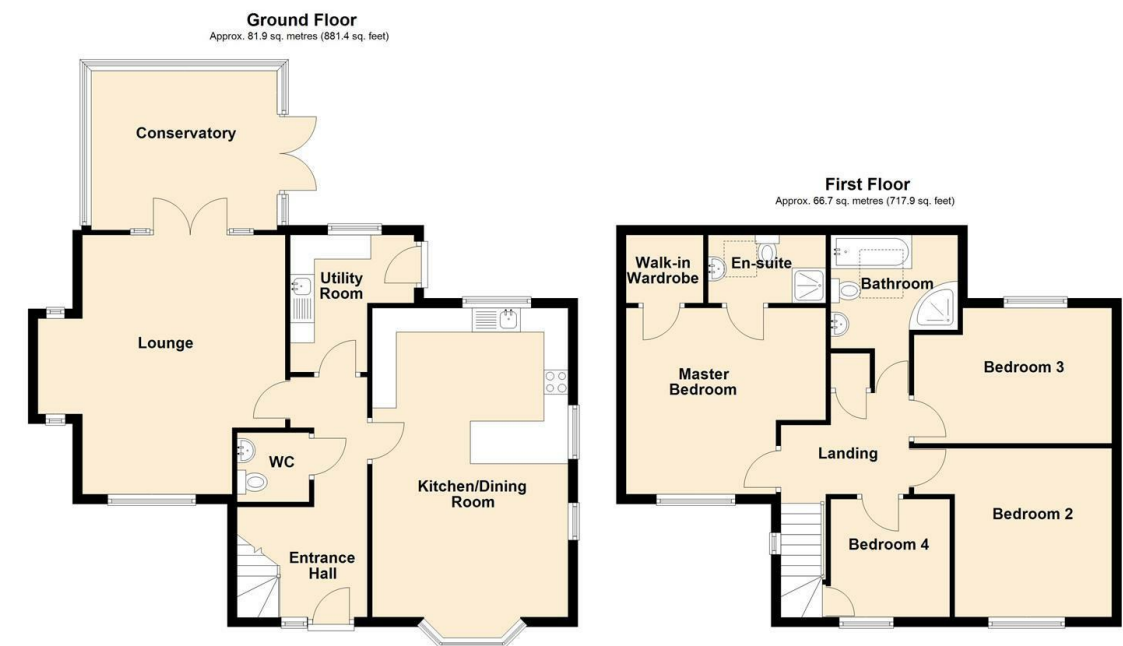 Ground Floor
Approx. 81.9 sq. metres (881.4 sq. feet)
Conservatory
Utility
Room
Lounge
WC
Kitchen/Dining
Room
Entrance
Hall
First Floor
Approx. 66.7 sq. metres (717.9 sq. feet)
Walk-in
Wardrobe
En-suite
Bathroom
Master
Bedroom
Bedroom 3
Landing
Bedroom 2
Bedroom 4